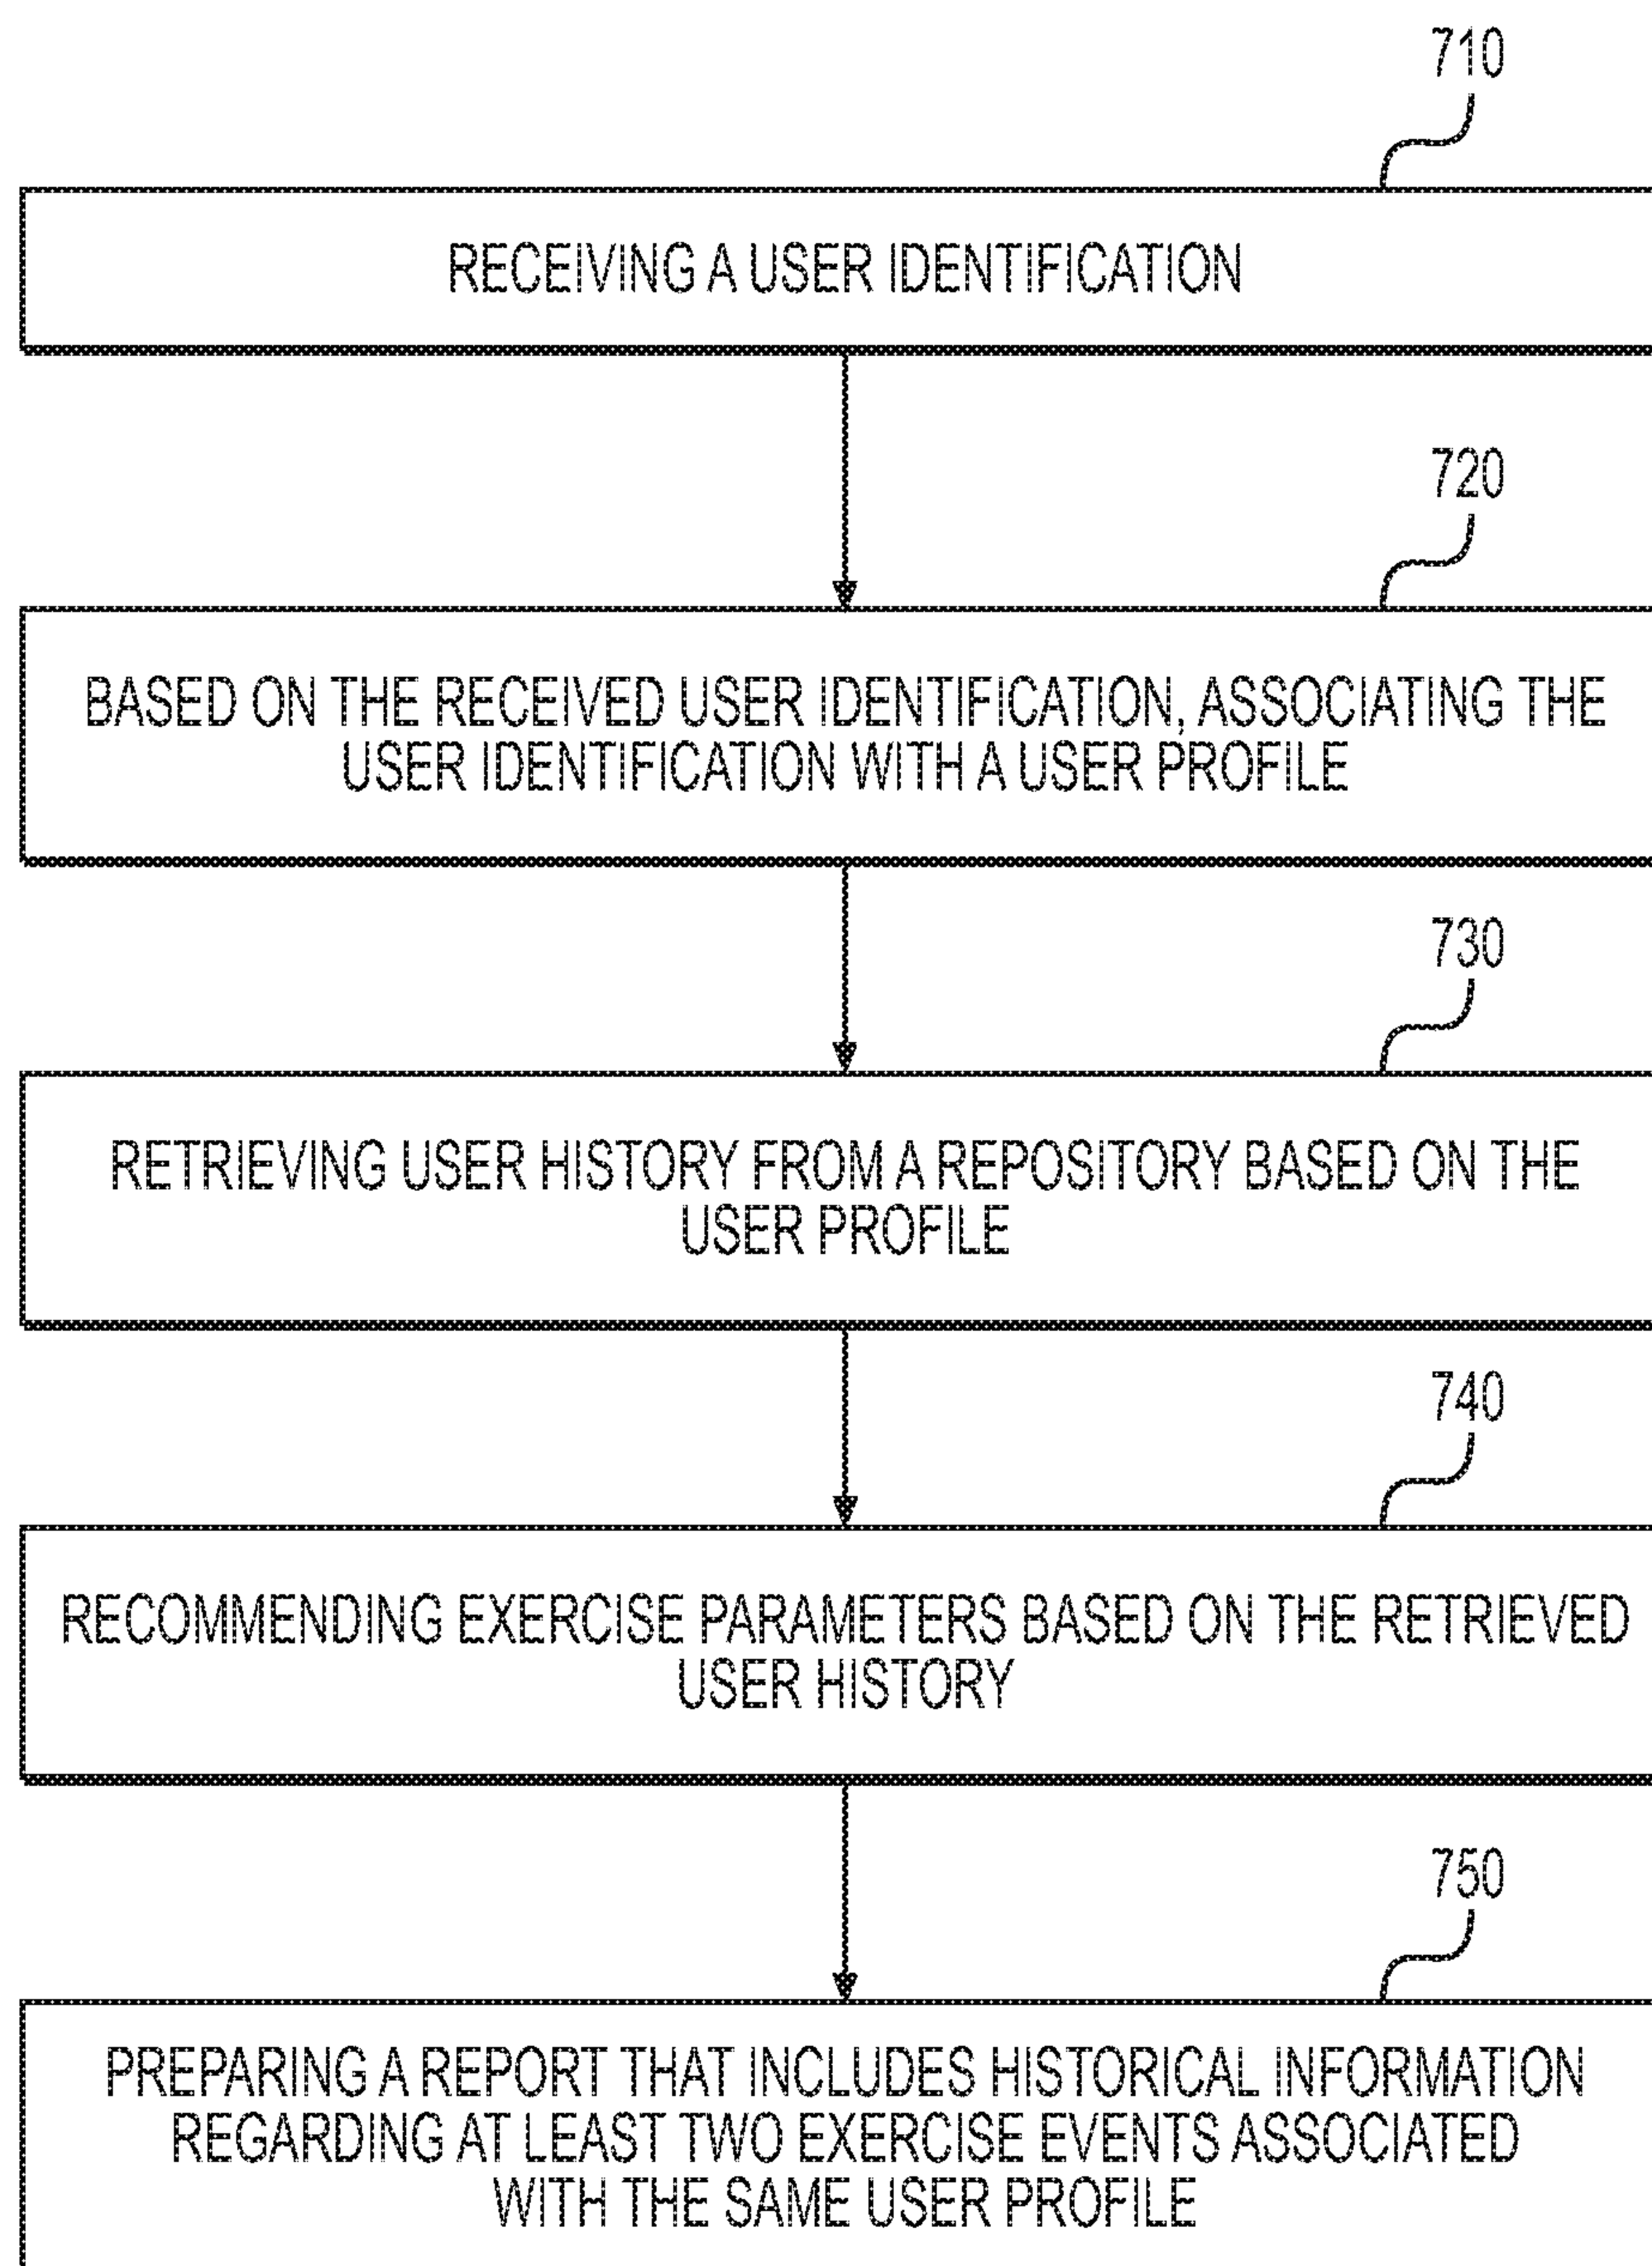 710
RECEIVING A USER IDENTIFICATION
720
BASED ON THE RECEIVED USER IDENTIFICATION, ASSOCIATING THE
USER IDENTIFICATION WITH A USER PROFILE
730
RETRIEVING USER HISTORY FROM A REPOSITORY BASED ON THE
USER PROFILE
740
RECOMMENDING EXERCISE PARAMETERS BASED ON THE RETRIEVED
USER HISTORY
750
PREPARING A REPORT THAT INCLUDES HISTORICAL INFORMATION
REGARDING AT LEAST TWO EXERCISE EVENTS ASSOCIATED
WITH THE SAME USER PROFILE